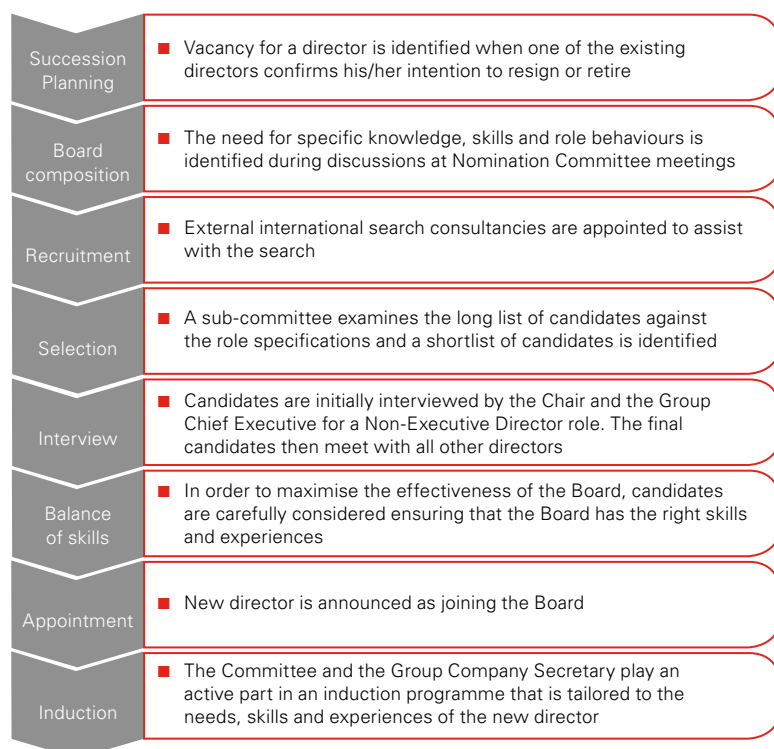 Succession
Planning
■ Vacancy for a director is identified when one of the existing
directors confirms his/her intention to resign or retire
Board
composition
■ The need for specific knowledge, skills and role behaviours is
identified during discussions at Nomination Committee meetings
Recruitment
■ External international search consultancies are appointed to assist
with the search
Selection
■ A sub-committee examines the long list of candidates against
the role specifications and a shortlist of candidates is identified
Interview
■ Candidates are initially interviewed by the Chair and the Group
Chief Executive for a Non-Executive Director role. The final
candidates then meet with all other directors
Balance
of skills
■ In order to maximise the effectiveness of the Board, candidates
are carefully considered ensuring that the Board has the right skills
and experiences
Appointment
■ New director is announced as joining the Board
Induction
■ The Committee and the Group Company Secretary play an
active part in an induction programme that is tailored to the
needs, skills and experiences of the new director